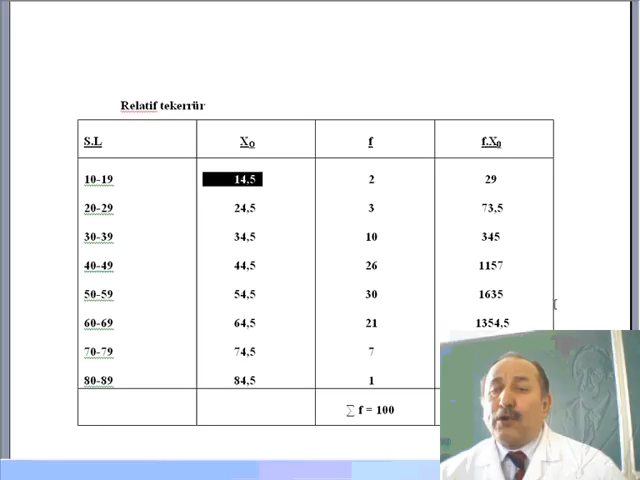 Relatif tekerrür
S.L X0 f f.X0
10-19 14,5 2 29
20-29 24,5 3 73,5
30-39 34,5 10 345
40-49 44,5 26 1157
50-59 54,5 30 1635
60-69 64,5 21 1354,5
70-79 74,5 7
80-89 84,5 1
∑ f = 100